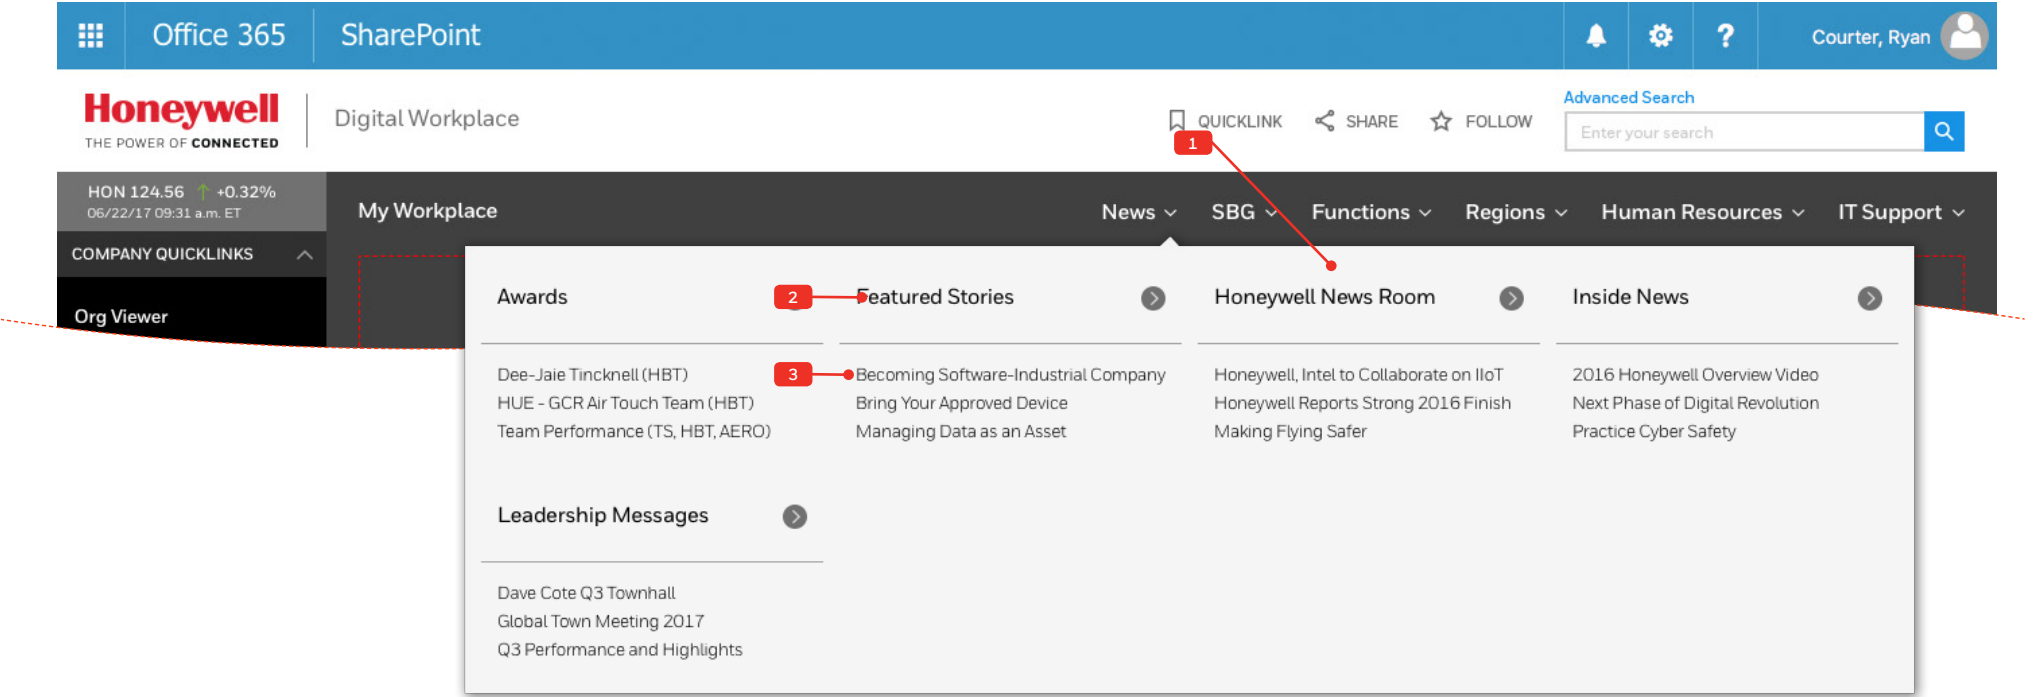 Office 365
SharePoint
Courter, Ryan
Honeywell
THE POWER OF CONNECTED
Digital Workplace
QUICKLINK
SHARE
FOLLOW
Advanced Search
Enter your search
1
HON 124.56 +0.32%
06/22/17 09:31 a.m. ET
My Workplace
News
SBG
Functions
Regions
Human Resources
IT Support
COMPANY QUICKLINKS
Org Viewer
Awards
2
Featured Stories
Honeywell News Room
Inside News
Dee-Jaie Tincknell (HBT)
HUE - GCR Air Touch Team (HBT)
Team Performance (TS, HBT, AERO)
3
Becoming Software-Industrial Company
Bring Your Approved Device
Managing Data as an Asset
Honeywell, Intel to Collaborate on IIoT
Honeywell Reports Strong 2016 Finish
Making Flying Safer
2016 Honeywell Overview Video
Next Phase of Digital Revolution
Practice Cyber Safety
Leadership Messages
Dave Cote Q3 Townhall
Global Town Meeting 2017
Q3 Performance and Highlights